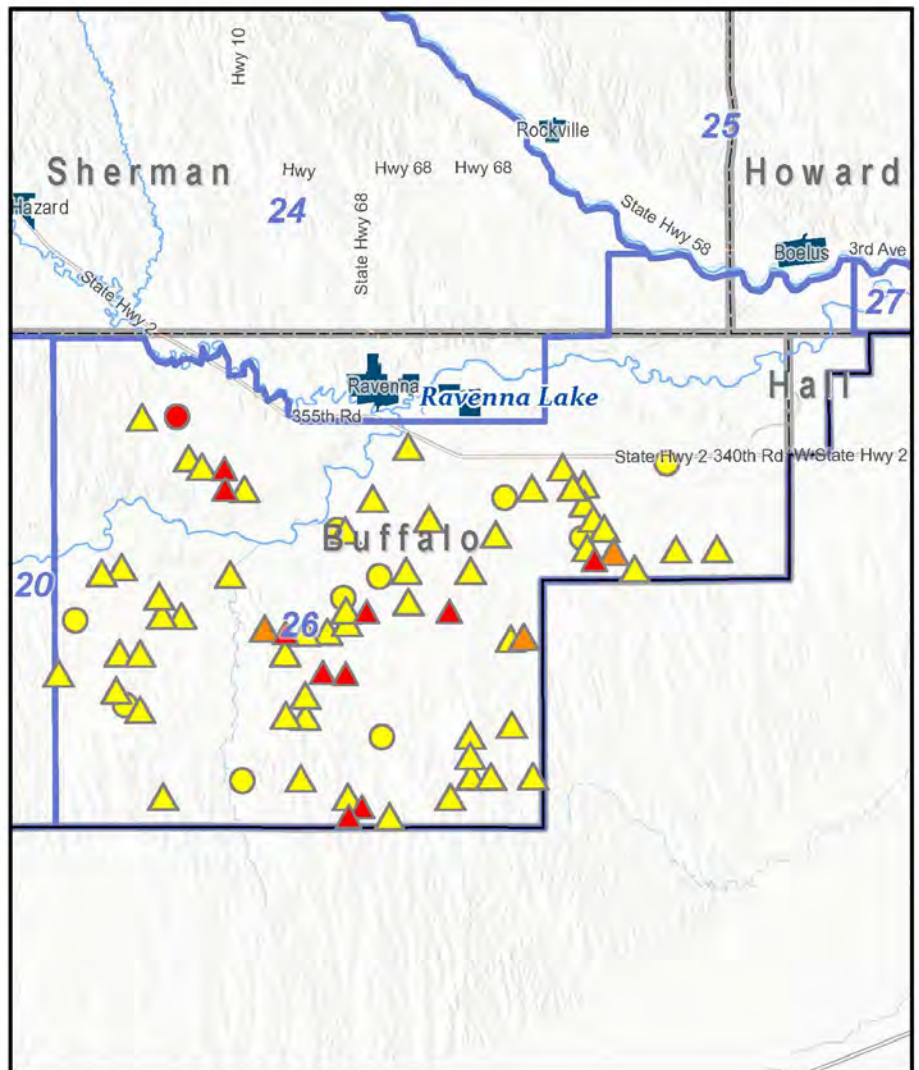 Hwy 10
Rockville
25
Sherman
Hwy
Hwy 68
Hwy 68
Howard
Hazard
24
State Hwy 68
State Hwy 58
Boelus
3rd Ave
State Hwy 2
27
Ravenna
Ravenna Lake
Hall
355th Rd
State Hwy 2
340th Rd
W State Hwy 2
Buffalo
20
26